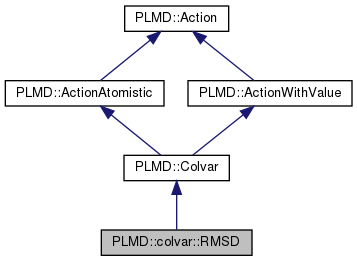 PLMD::Action
PLMD::ActionAtomistic
PLMD::ActionWithValue
PLMD::Colvar
PLMD::colvar::RMSD